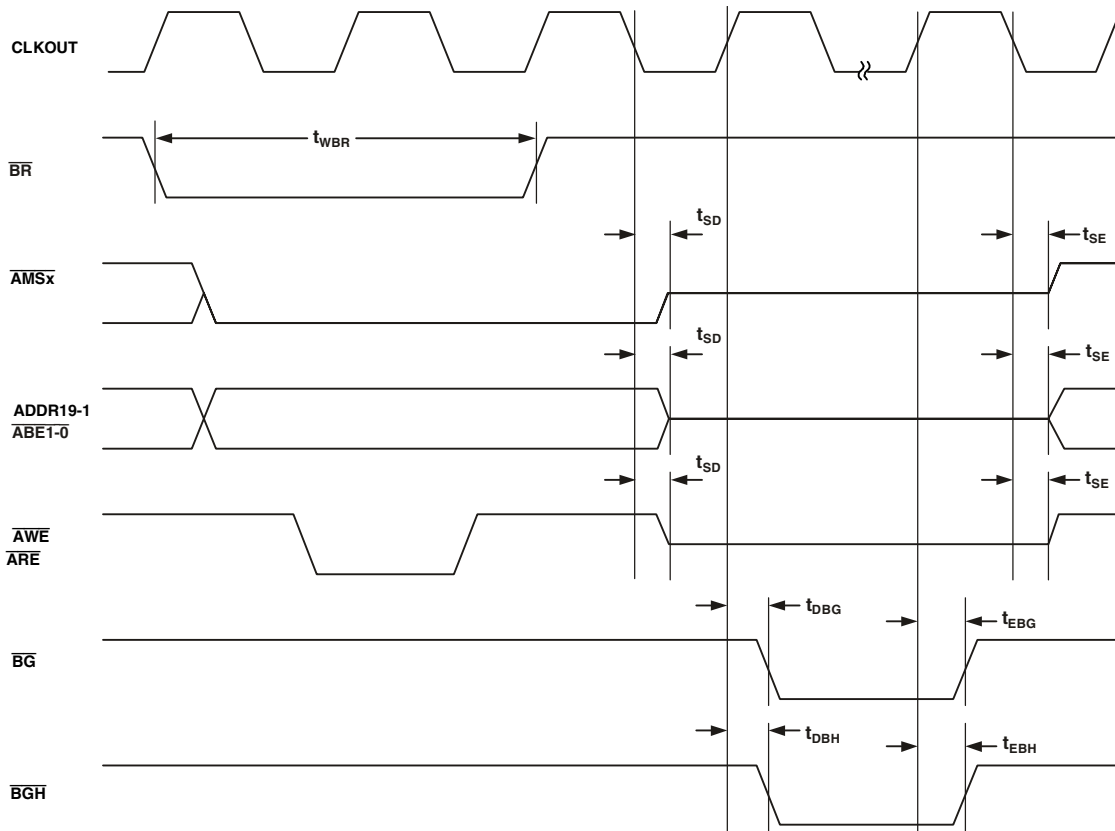 CLKOUT
tWBR
BR
tSD
tSE
AMSx
tSD
tSE
ADDR19-1
ABE1-0
tSD
tSE
AWE
ARE
tDBG
tEBG
BG
tDBH
tEBH
BGH